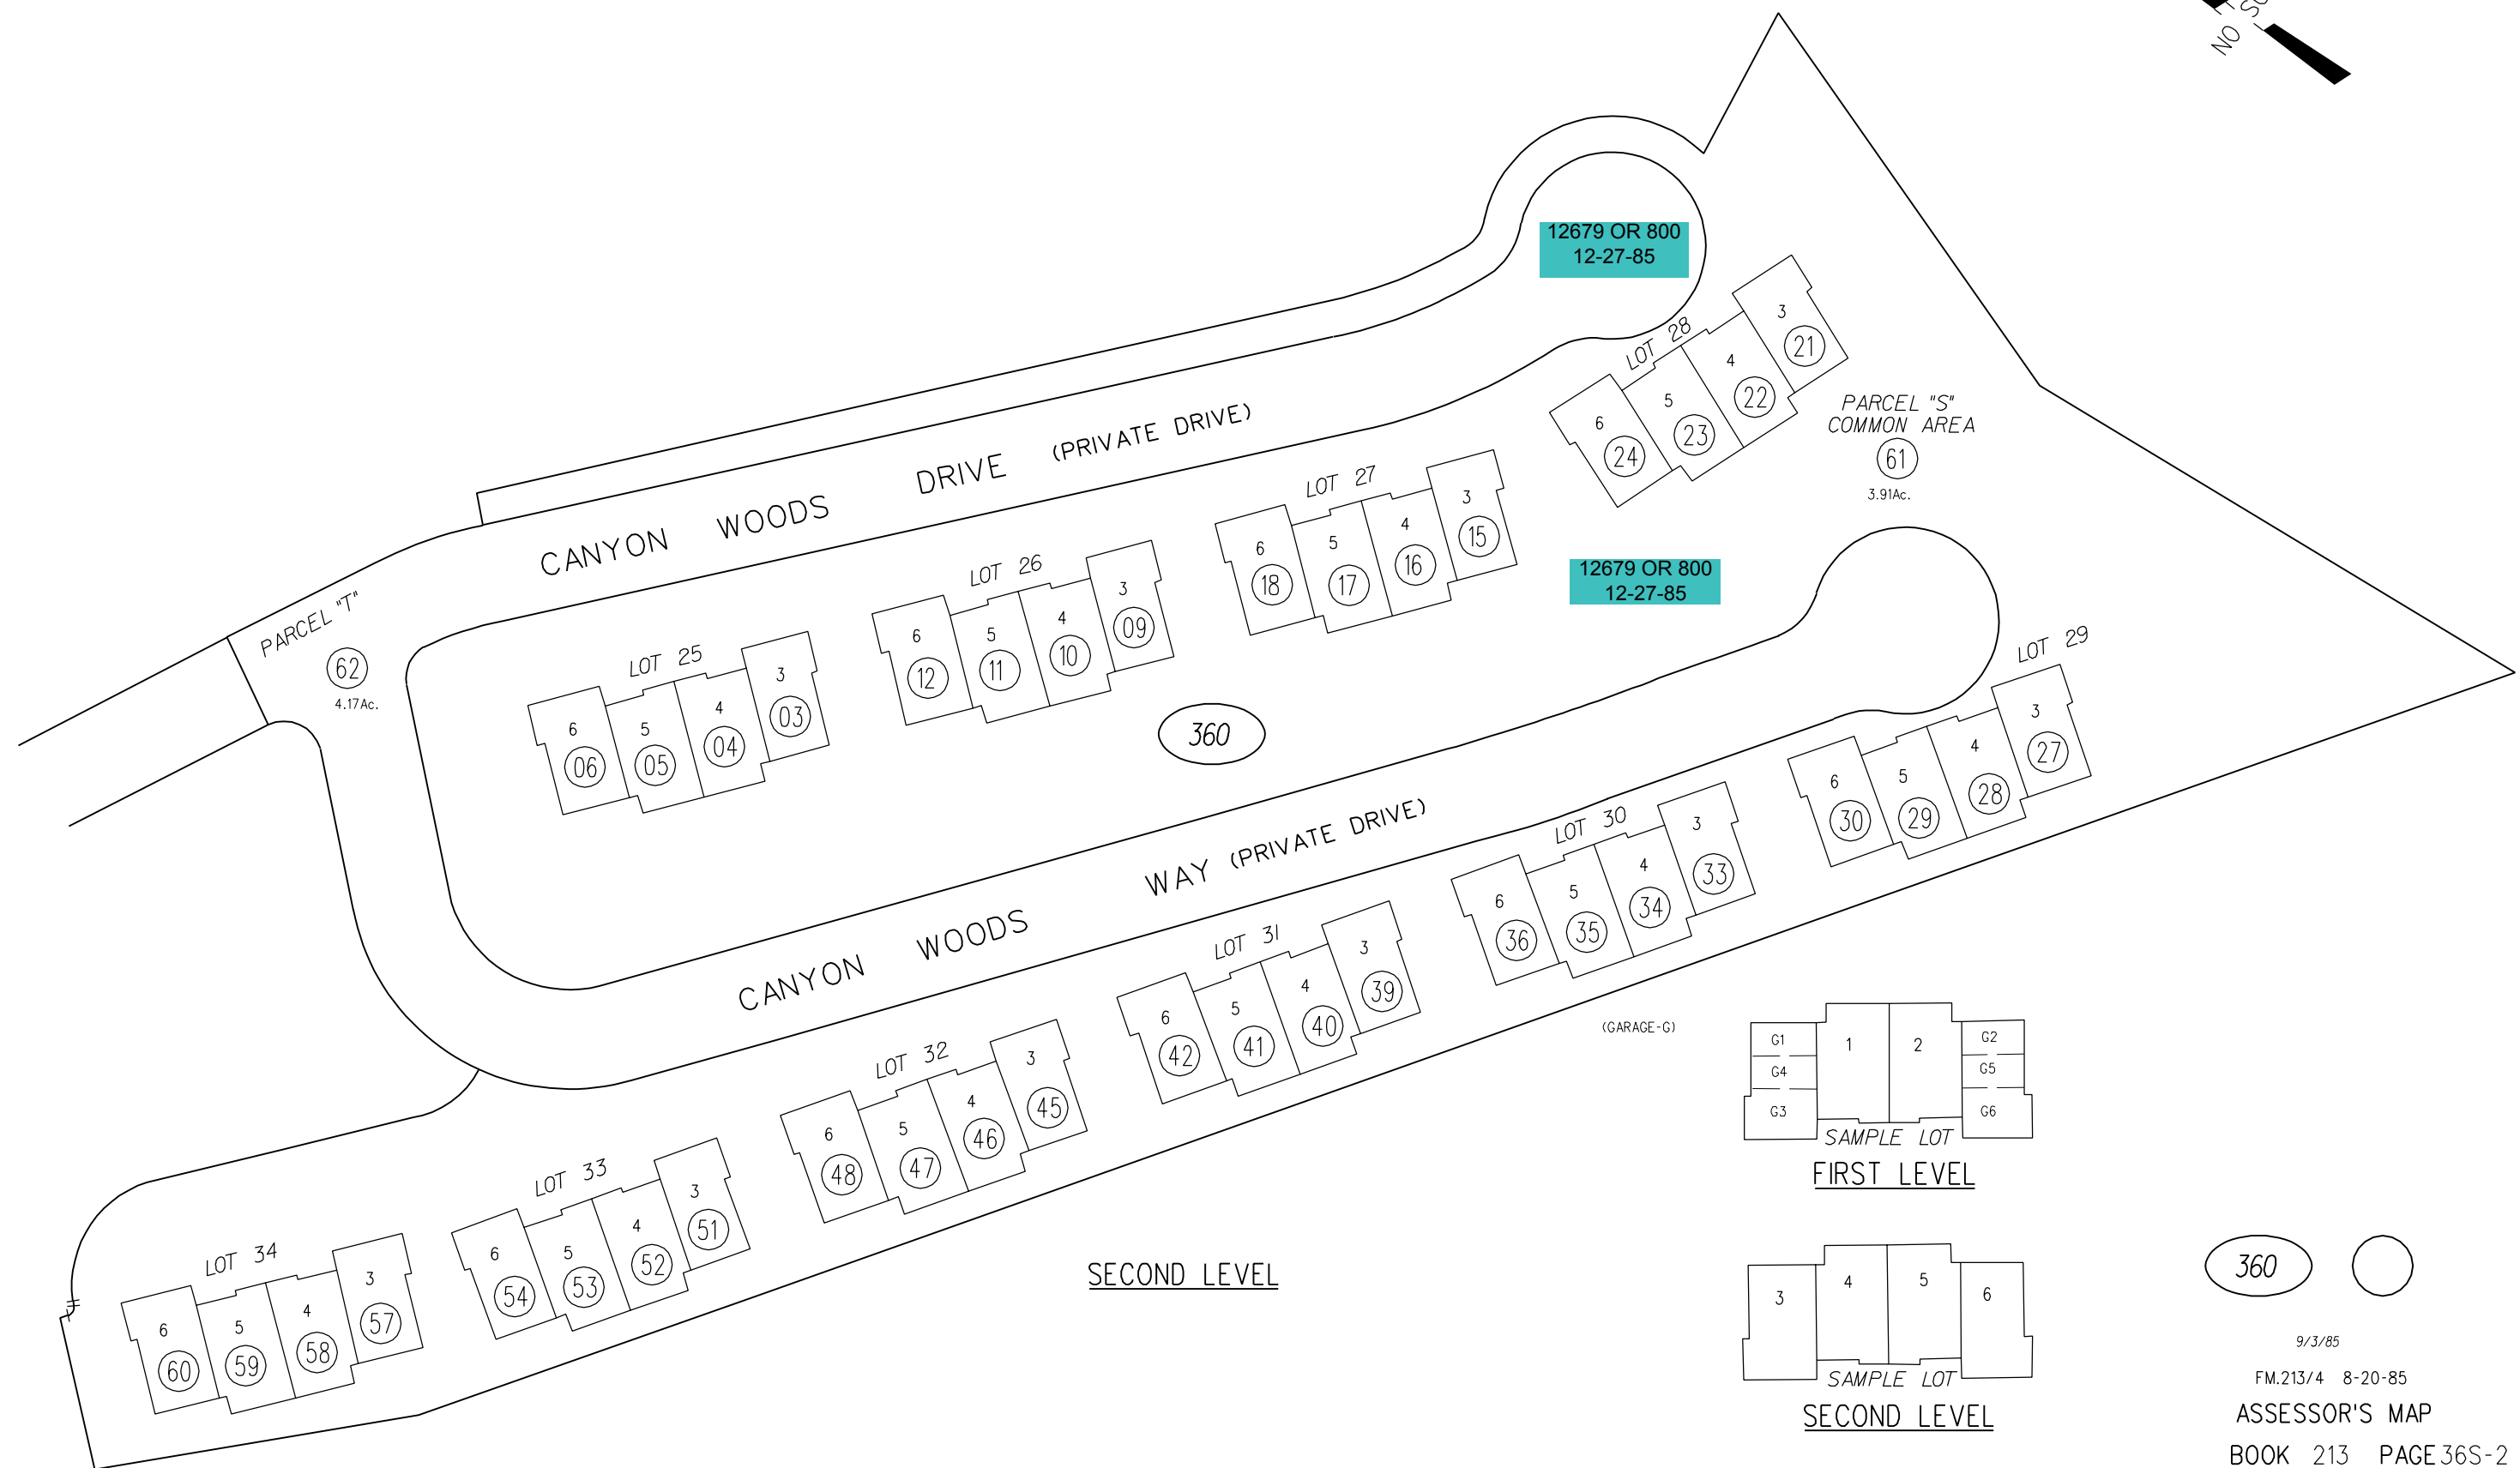 NO
12679 OR 800
12-27-85
CANYON WOODS DRIVE (PRIVATE DRIVE)
PARCEL "T"
62
4.17Ac.
LOT 28
6 5 4 3
24 23 22 21
PARCEL "S"
COMMON AREA
61
3.91Ac.
LOT 27
6 5 4 3
18 17 16 15
12679 OR 800
12-27-85
LOT 26
6 5 4 3
12 11 10 09
LOT 25
6 5 4 3
06 05 04 03
360
CANYON WOODS WAY (PRIVATE DRIVE)
LOT 29
6 5 4 3
30 29 28 27
LOT 30
6 5 4 3
36 35 34 33
LOT 31
6 5 4 3
42 41 40 39
LOT 32
6 5 4 3
48 47 46 45
LOT 33
6 5 4 3
54 53 52 51
LOT 34
6 5 4 3
60 59 58 57
SECOND LEVEL
(GARAGE-G)
G1 1 2 G2
G4 G5
G3 G6
SAMPLE LOT
FIRST LEVEL
3 4 5 6
SAMPLE LOT
SECOND LEVEL
360
9/3/85
FM.213/4 8-20-85
ASSESSOR'S MAP
BOOK 213 PAGE 36S-2